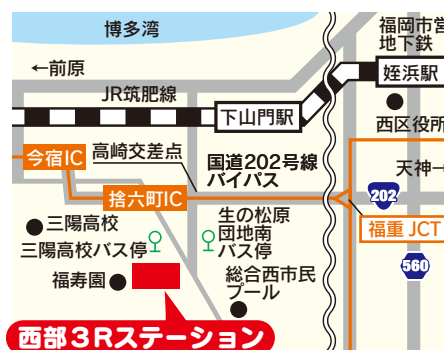 博多湾
福岡市営
地下鉄
←前原
姪浜駅
JR筑肥線
下山門駅
西区役所
今宿IC
高崎交差点
国道202号線
バイパス
天神→
捨六町IC
202
生の松原
団地南
バス停
福重 JCT
三陽高校
三陽高校バス停
560
福寿園
総合西市民
プール
西部3Rステーション